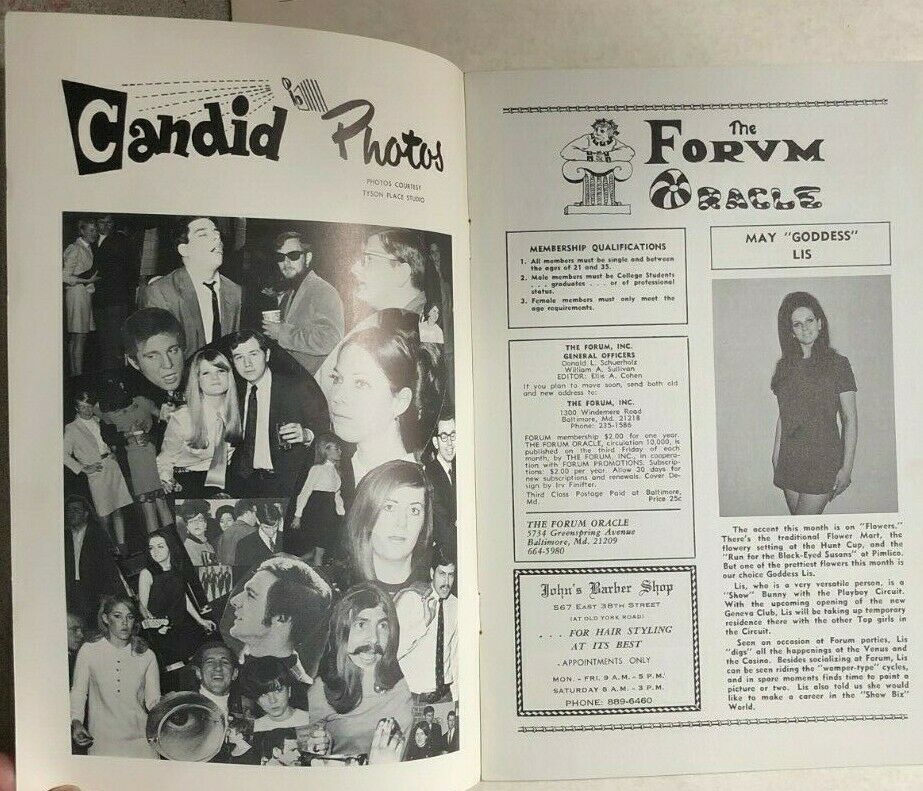 Candid Photos
PHOTOS COURTESY
TYSON PLACE STUDIO
The
FORVM
ORACLE
MEMBERSHIP QUALIFICATIONS
1. All members must be single and between
the ages of 21 and 35.
2. Male members must be College Students
. . . graduates . . . or of professional
status.
3. Female members must only meet the
age requirements.
THE FORUM, INC.
GENERAL OFFICERS
Donald L. Schuerholz
William A. Sullivan
EDITOR: Ellis A. Cohen
If you plan to move soon, send both old
and new address to:
THE FORUM, INC.
1300 Windemere Road
Baltimore, Md. 21218
Phone: 235-1586
FORUM membership $2.00 for one year.
THE FORUM ORACLE, circulation 10,000, is
published on the third Friday of each
month, by THE FORUM, INC., in coopera-
tion with FORUM PROMOTIONS. Subscrip-
tions: $2.00 per year. Allow 30 days for
new subscriptions and renewals. Cover De-
sign by Irv Finifter.
Third Class Postage Paid at Baltimore,
Md. Price 25c
THE FORUM ORACLE
5734 Greenspring Avenue
Baltimore, Md. 21209
664-5980
John's Barber Shop
567 EAST 38TH STREET
(AT OLD YORK ROAD)
. . . FOR HAIR STYLING
AT ITS BEST
- APPOINTMENTS ONLY
MON. - FRI. 9 A.M. - 5 P.M.
SATURDAY 8 A.M. - 3 P.M.
PHONE: 889-6460
MAY "GODDESS"
LIS
The accent this month is on "Flowers."
There's the traditional Flower Mart, the
flowery setting at the Hunt Cup, and the
"Run for the Black-Eyed Susans" at Pimlico.
But one of the prettiest flowers this month is
our choice Goddess Lis.
Lis, who is a very versatile person, is a
"Show" Bunny with the Playboy Circuit.
With the upcoming opening of the new
Geneva Club, Lis will be taking up temporary
residence there with the other Top girls in
the Circuit.
Seen on occasion at Forum parties, Lis
"digs" all the happenings at the Venus and
the Casino. Besides socializing at Forum, Lis
can be seen riding the "womper-type" cycles,
and in spare moments finds time to paint a
picture or two. Lis also told us she would
like to make a career in the "Show Biz"
World.